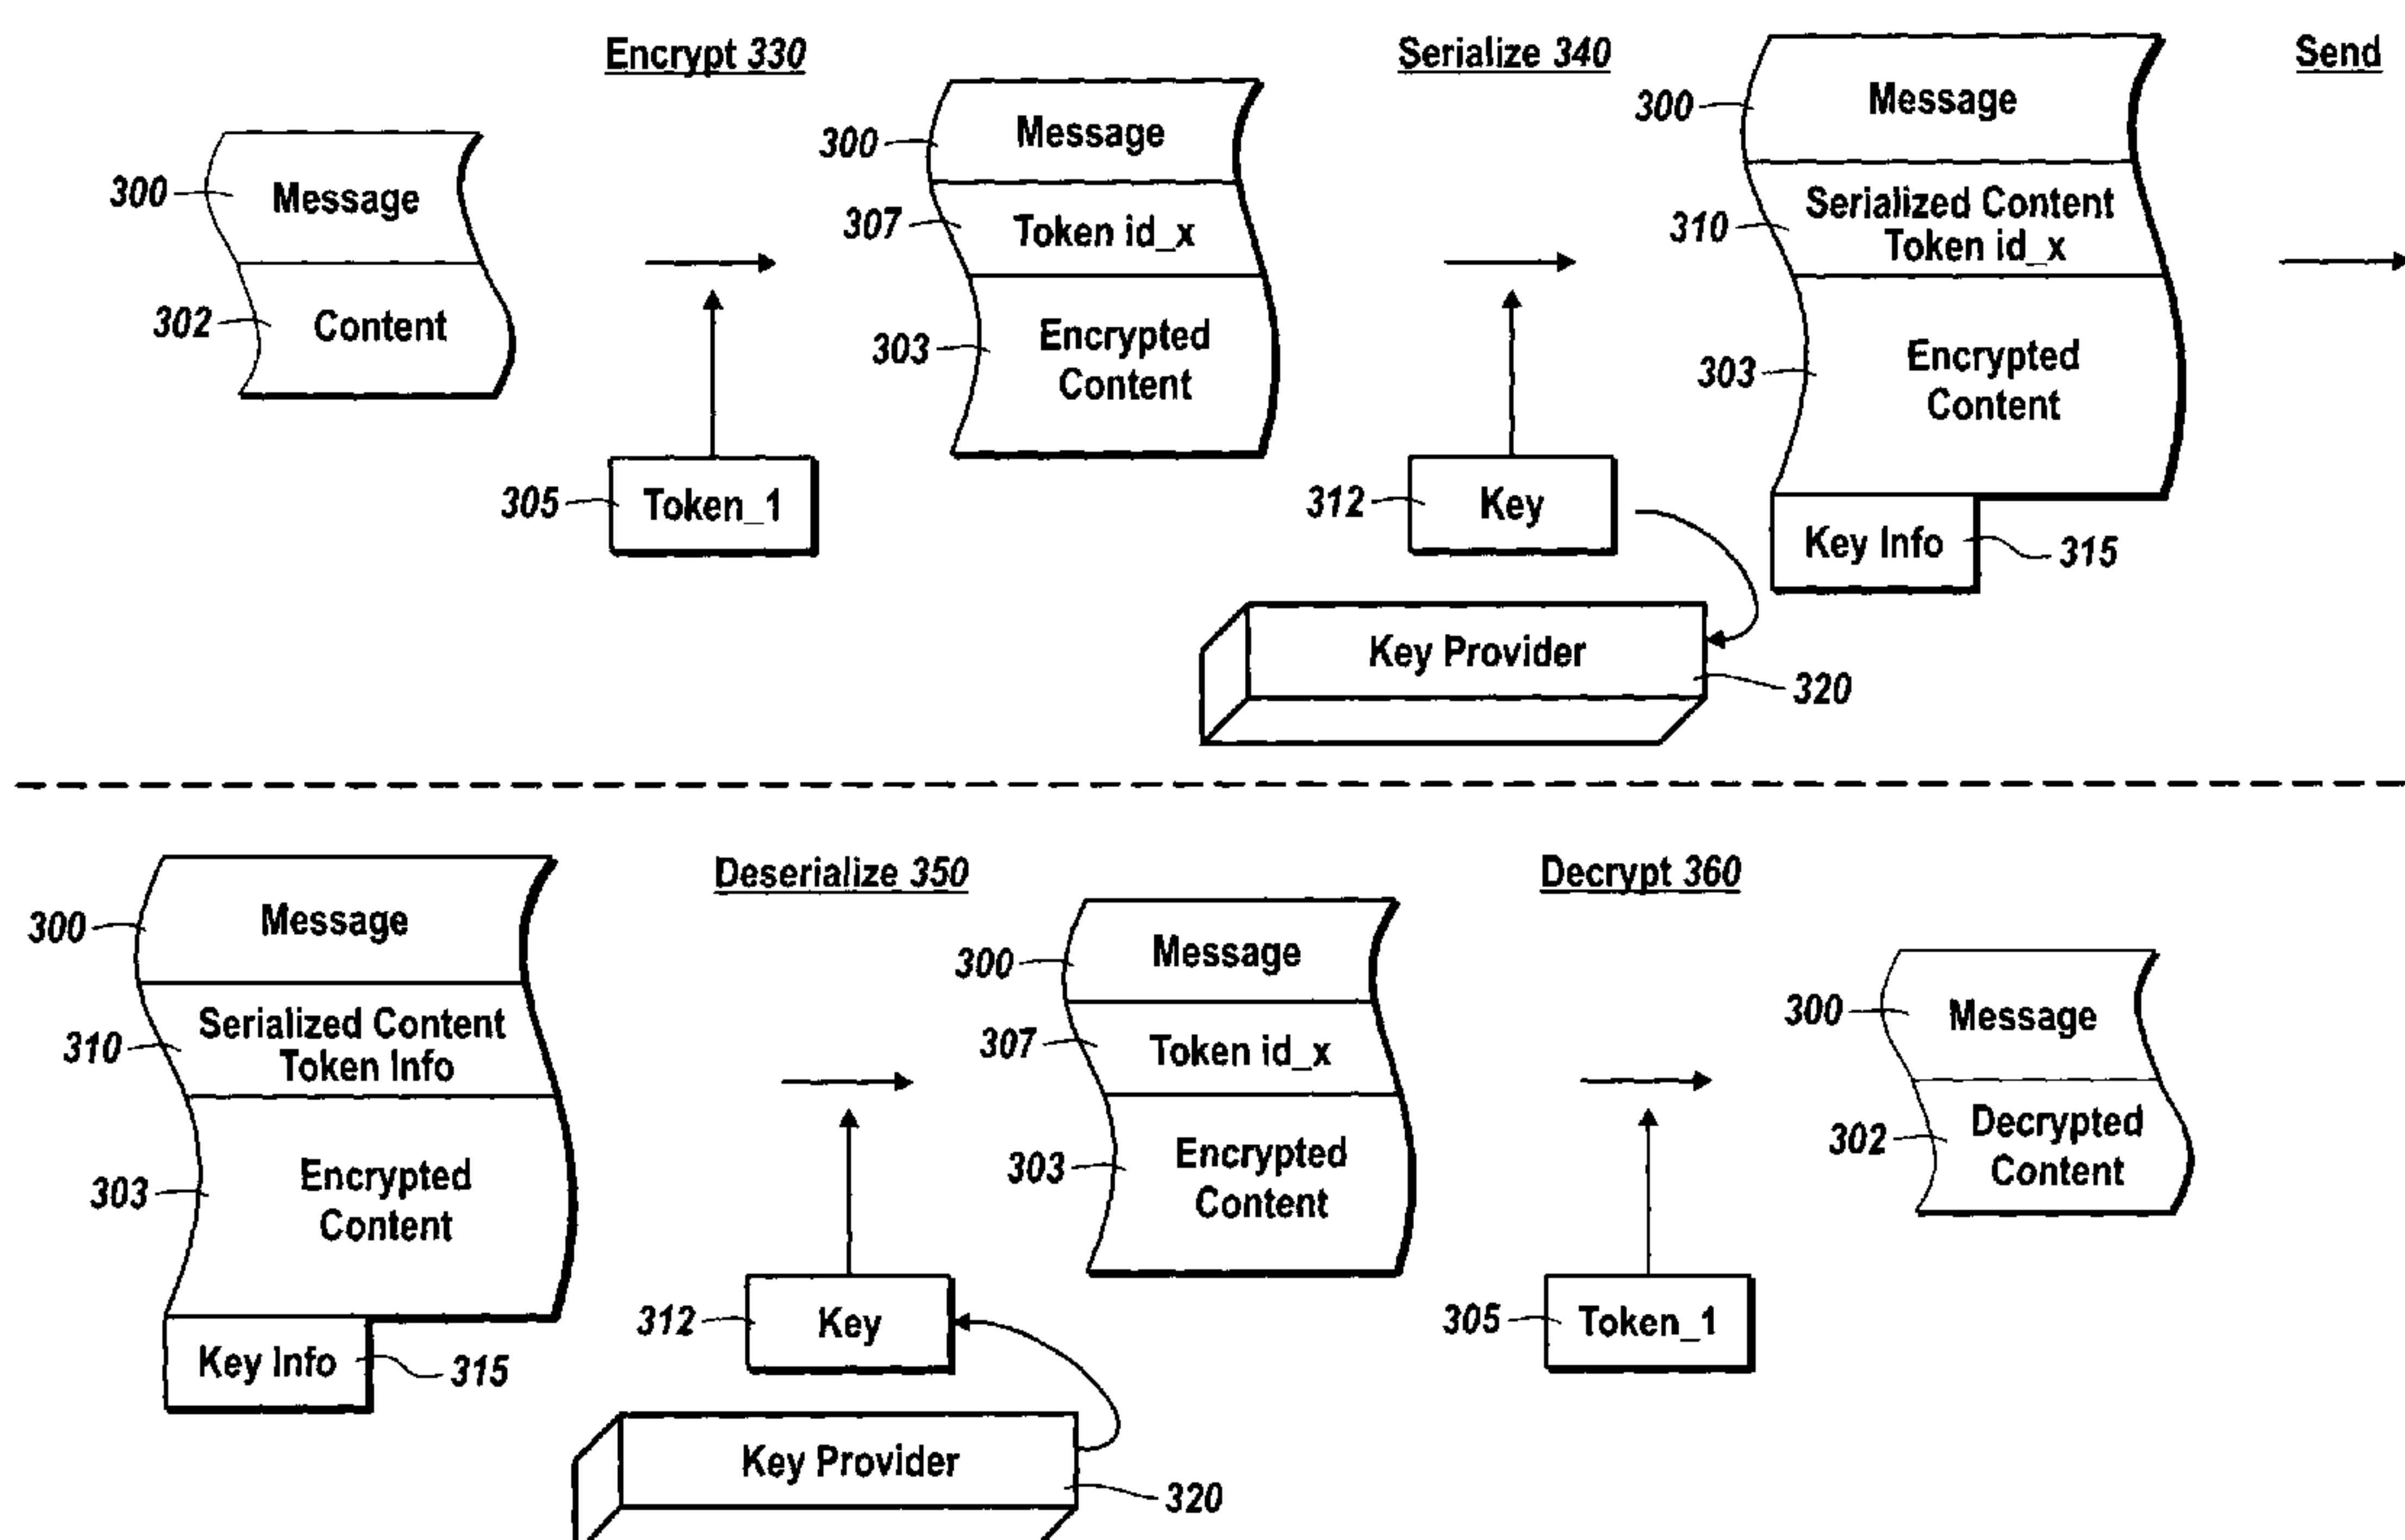 Encrypt 330
Serialize 340
Send
300
Message
302
Content
305
Token_1
300
Message
307
Token id_x
303
Encrypted
Content
312
Key
Key Provider
320
300
Message
310
Serialized Content
Token id_x
303
Encrypted
Content
Key Info
315
Deserialize 350
Decrypt 360
300
Message
310
Serialized Content
Token Info
303
Encrypted
Content
Key Info
315
312
Key
Key Provider
320
300
Message
307
Token id_x
303
Encrypted
Content
305
Token_1
300
Message
302
Decrypted
Content